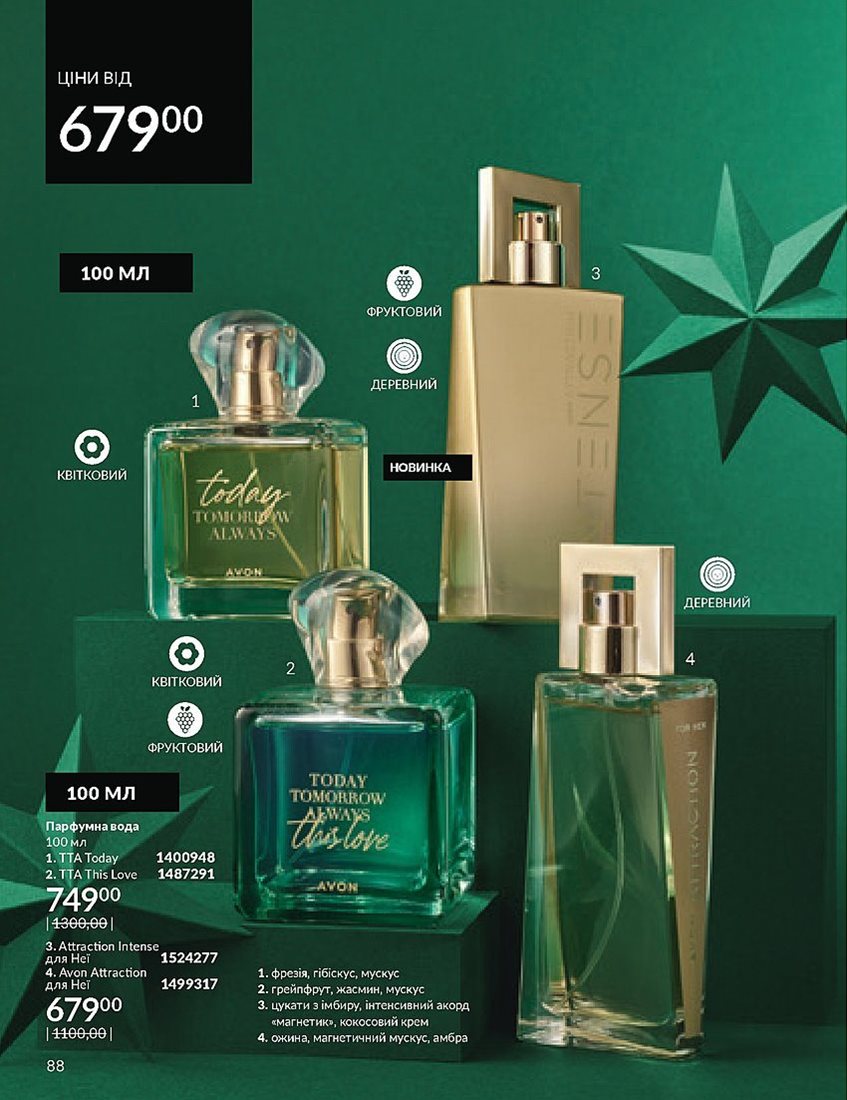 ЦІНИ ВІД
679⁰⁰
100 МЛ
ФРУКТОВИЙ
3
ДЕРЕВНИЙ
1
КВІТКОВИЙ
НОВИНКА
INTENSE
today
TOMORROW
ALWAYS
AVON
ДЕРЕВНИЙ
4
КВІТКОВИЙ
2
ФРУКТОВИЙ
FOR HER
AVON ATTRACTION
TODAY
TOMORROW
ALWAYS
this love
AVON
100 МЛ
Парфумна вода
100 мл
1. TTA Today 1400948
2. TTA This Love 1487291
749⁰⁰
|1300,00|
3. Attraction Intense
для Неї 1524277
4. Avon Attraction
для Неї 1499317
679⁰⁰
|1100,00|
1. фрезія, гібіскус, мускус
2. грейпфрут, жасмин, мускус
3. цукати з імбиру, інтенсивний акорд
«магнетик», кокосовий крем
4. ожина, магнетичний мускус, амбра
88